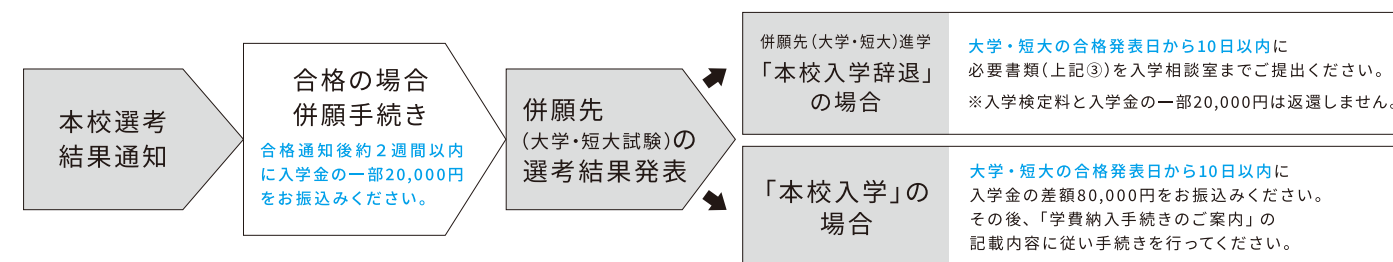 本校選考
結果通知
合格の場合
併願手続き
合格通知後約2週間以内
に入学金の一部20,000円
をお振込みください。
併願先
(大学・短大試験)の
選考結果発表
併願先(大学・短大)進学
「本校入学辞退」
の場合
大学・短大の合格発表日から10日以内に
必要書類(上記③)を入学相談室までご提出ください。
※入学検定料と入学金の一部20,000円は返還しません。
「本校入学」の
場合
大学・短大の合格発表日から10日以内に
入学金の差額80,000円をお振込みください。
その後、「学費納入手続きのご案内」の
記載内容に従い手続きを行ってください。